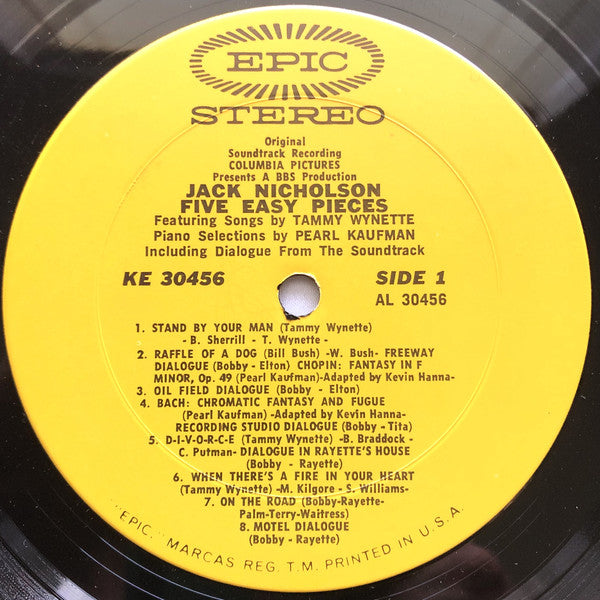 EPIC
STEREO
Original
Soundtrack Recording
COLUMBIA PICTURES
Presents A BBS Production
JACK NICHOLSON
FIVE EASY PIECES
Featuring Songs by TAMMY WYNETTE
Piano Selections by PEARL KAUFMAN
Including Dialogue From The Soundtrack
KE 30456 SIDE 1
AL 30456
1. STAND BY YOUR MAN (Tammy Wynette)
- B. Sherrill - T. Wynette -
2. RAFFLE OF A DOG (Bill Bush) -W. Bush- FREEWAY
DIALOGUE (Bobby - Elton) CHOPIN: FANTASY IN F
MINOR, Op. 49 (Pearl Kaufman)-Adapted by Kevin Hanna-
3. OIL FIELD DIALOGUE (Bobby - Elton)
4. BACH: CHROMATIC FANTASY AND FUGUE
(Pearl Kaufman) -Adapted by Kevin Hanna-
RECORDING STUDIO DIALOGUE (Bobby - Tita)
5. D-I-V-O-R-C-E (Tammy Wynette) -B. Braddock -
C. Putman- DIALOGUE IN RAYETTE'S HOUSE
(Bobby - Rayette)
6. WHEN THERE'S A FIRE IN YOUR HEART
(Tammy Wynette) -M. Kilgore - S. Williams-
7. ON THE ROAD (Bobby-Rayette-
Palm-Terry-Waitress)
8. MOTEL DIALOGUE
(Bobby - Rayette)
"EPIC," MARCAS REG. T.M. PRINTED IN U.S.A.